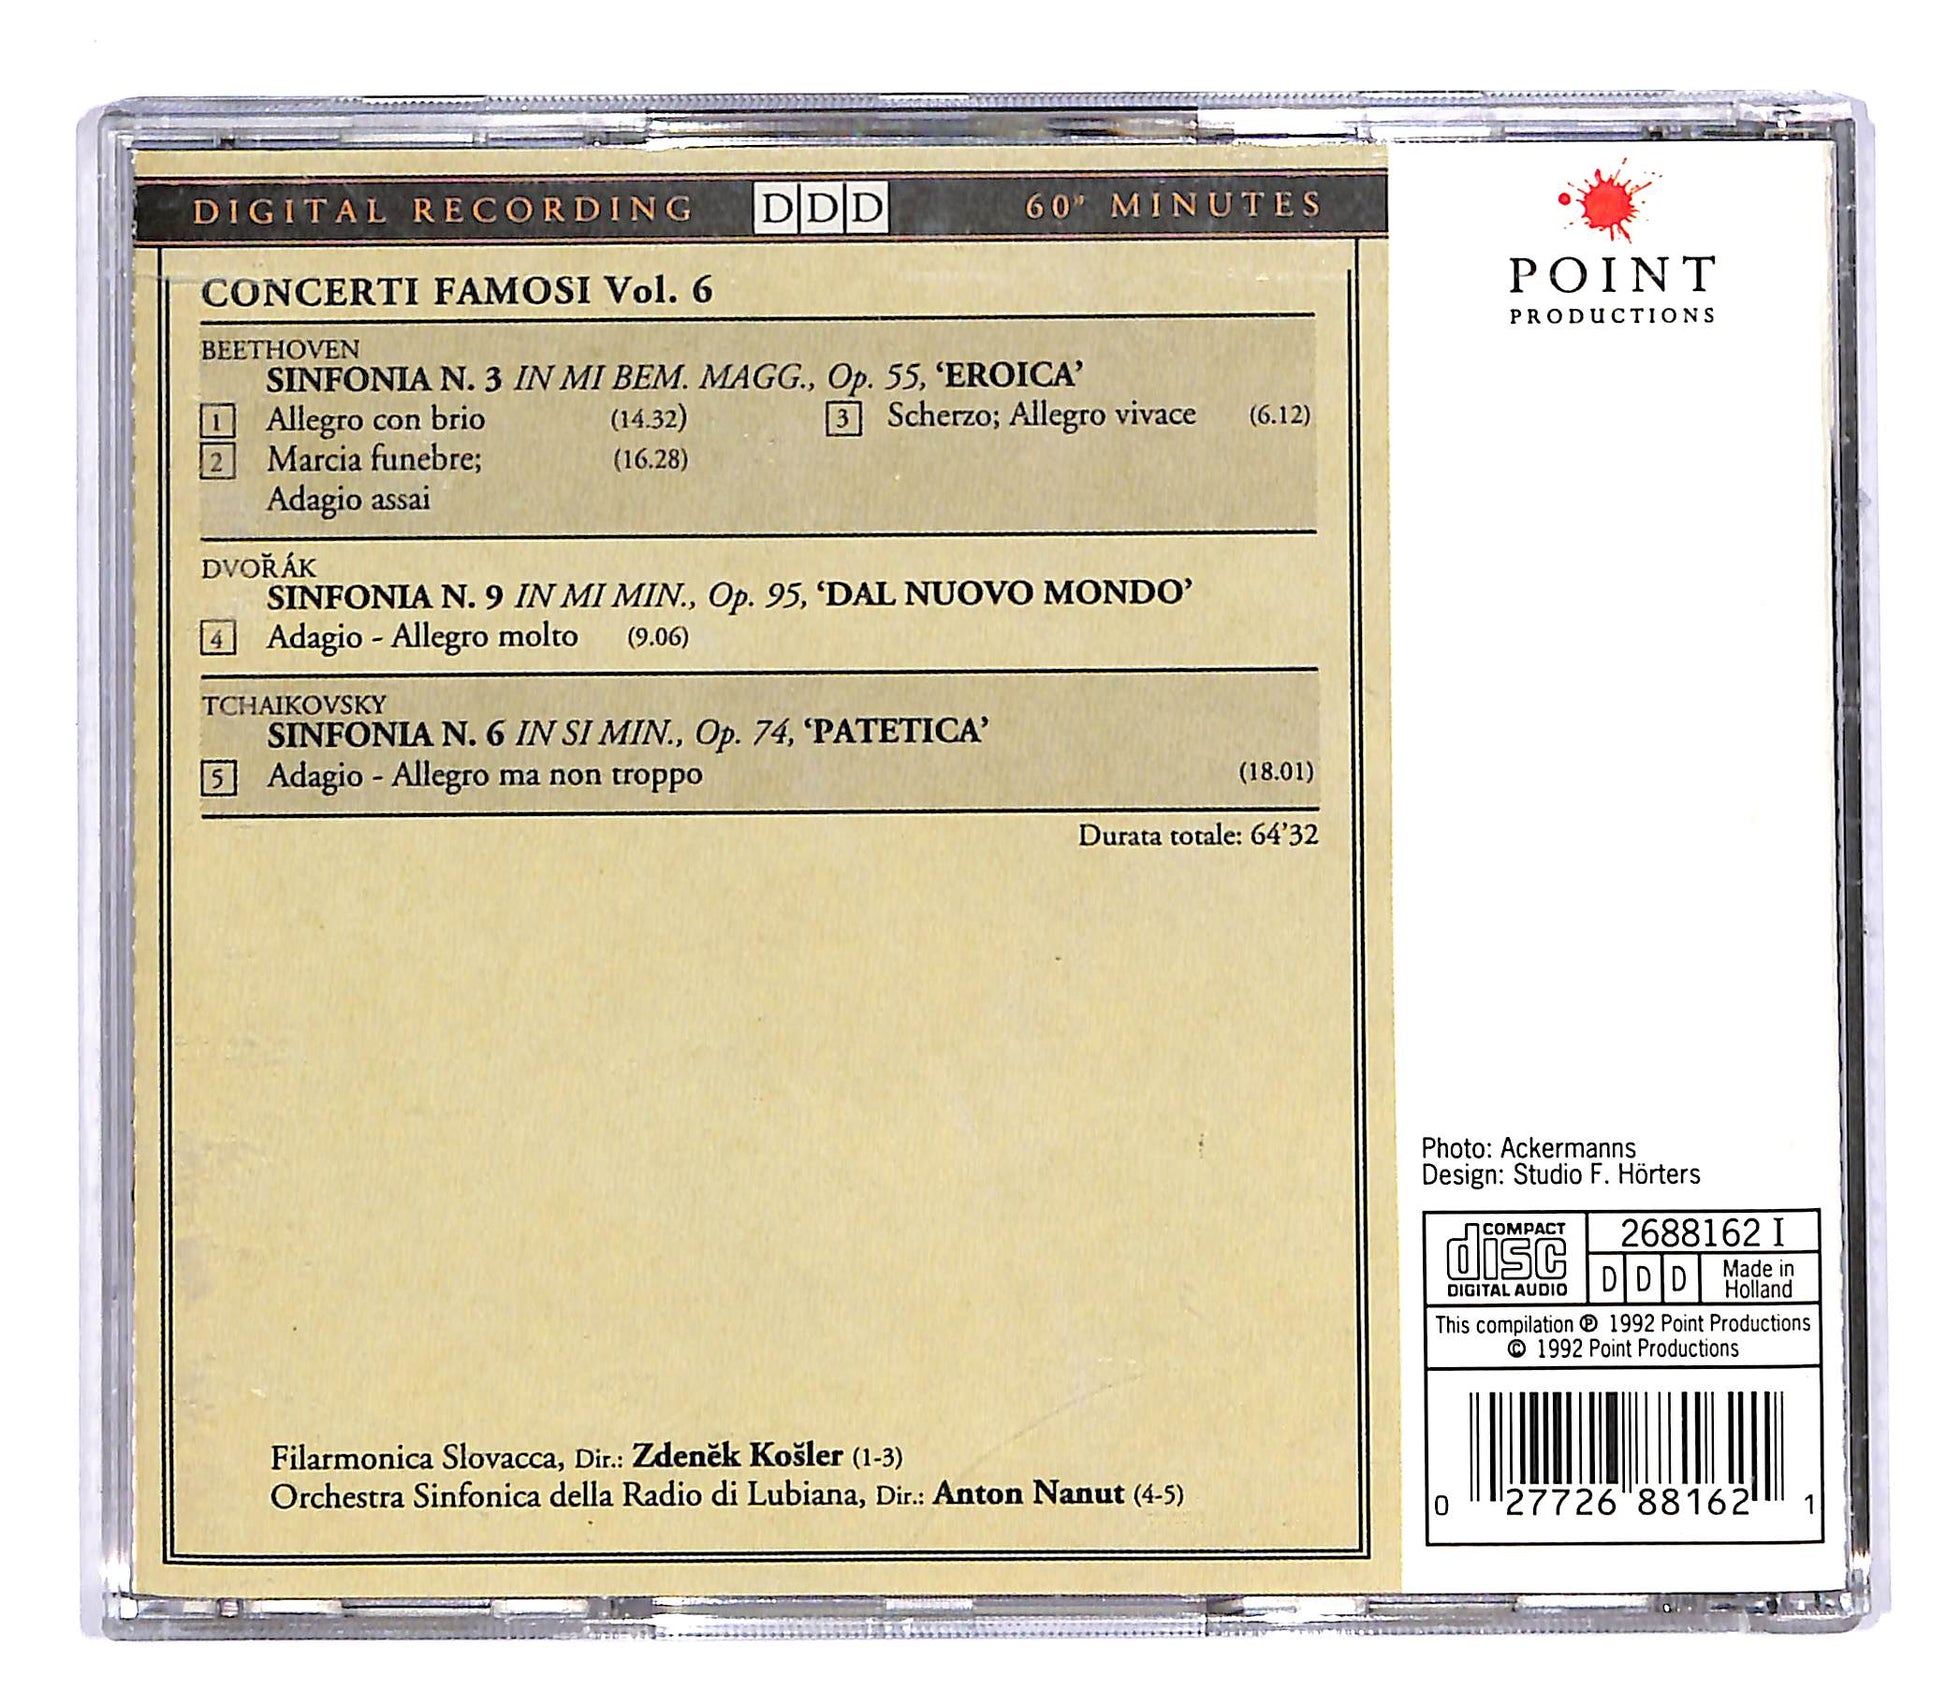 DIGITAL RECORDING DDD 60" MINUTES
CONCERTI FAMOSI Vol. 6
BEETHOVEN
SINFONIA N. 3 IN MI BEM. MAGG., Op. 55, ‘EROICA’
1 Allegro con brio (14.32) 3 Scherzo; Allegro vivace (6.12)
2 Marcia funebre; (16.28)
Adagio assai
DVOŘÁK
SINFONIA N. 9 IN MI MIN., Op. 95, ‘DAL NUOVO MONDO’
4 Adagio - Allegro molto (9.06)
TCHAIKOVSKY
SINFONIA N. 6 IN SI MIN., Op. 74, ‘PATETICA’
5 Adagio - Allegro ma non troppo (18.01)
Durata totale: 64’32
Filarmonica Slovacca, Dir.: Zdeněk Košler (1-3)
Orchestra Sinfonica della Radio di Lubiana, Dir.: Anton Nanut (4-5)
POINT
PRODUCTIONS
Photo: Ackermanns
Design: Studio F. Hörters
COMPACT
disc
DIGITAL AUDIO
2688162 I
D D D
Made in
Holland
This compilation ℗ 1992 Point Productions
© 1992 Point Productions
0 27726 88162 1